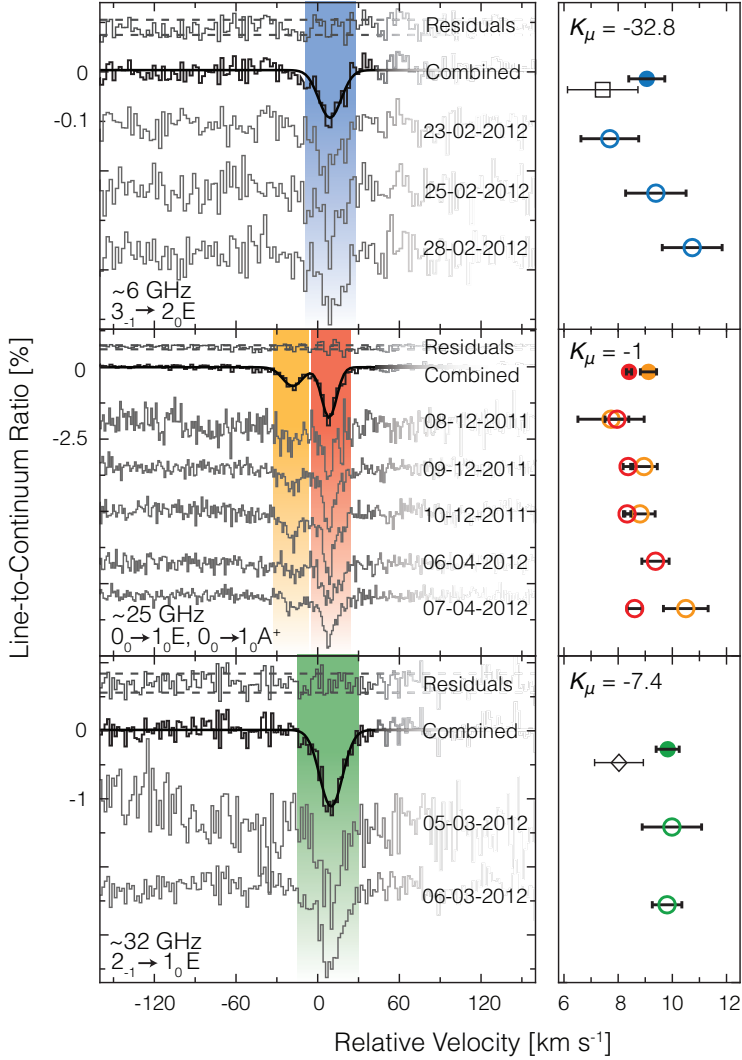 Residuals
K_μ = -32.8
0
Combined
-0.1
23-02-2012
25-02-2012
28-02-2012
~6 GHz
3₋₁→ 2₀E
Residuals
K_μ = -1
0
Combined
08-12-2011
-2.5
09-12-2011
10-12-2011
06-04-2012
07-04-2012
~25 GHz
0₀→1₀E, 0₀→1₀A⁺
Residuals
K_μ = -7.4
0
Combined
-1
05-03-2012
06-03-2012
~32 GHz
2₋₁→ 1₀E
-120 -60 0 60 120
6 8 10 12
Relative Velocity [km s⁻¹]
Line-to-Continuum Ratio [%]